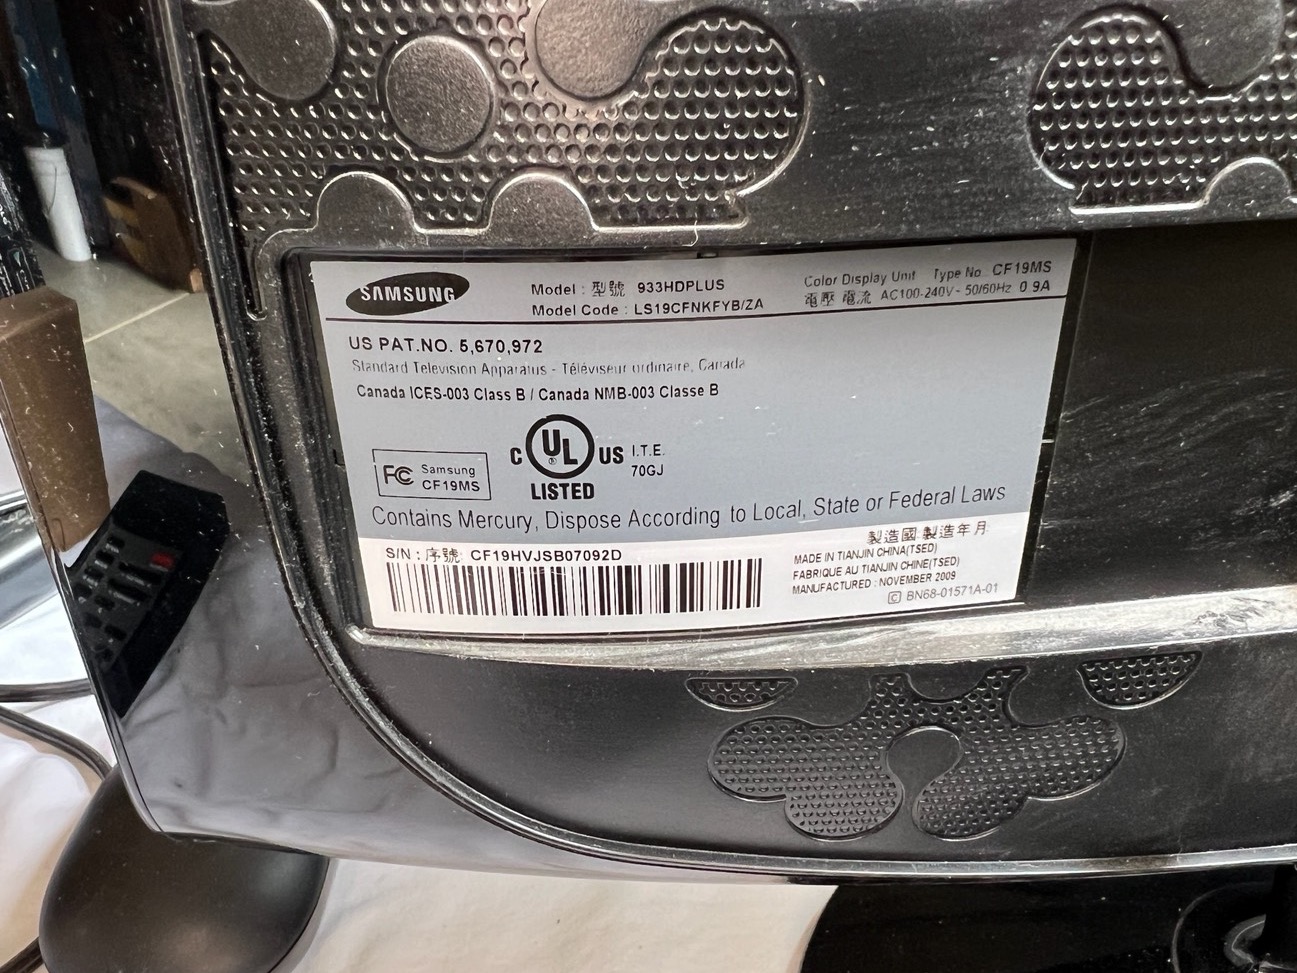 SAMSUNG
Model : 型號 933HDPLUS
Model Code : LS19CFNKFYB/ZA
Color Display Unit Type No. CF19MS
電壓 電流 AC100-240V~ 50/60Hz 0.9A
US PAT.NO. 5,670,972
Standard Television Apparatus - Téléviseur ordinaire, Canada
Canada ICES-003 Class B / Canada NMB-003 Classe B
FC Samsung
CF19MS
C UL ® US I.T.E.
70GJ
LISTED
Contains Mercury, Dispose According to Local, State or Federal Laws
S/N : 序號 CF19HVJSB07092D
製造國 製造年月
MADE IN TIANJIN CHINA(TSED)
FABRIQUE AU TIANJIN CHINE(TSED)
MANUFACTURED : NOVEMBER 2009
© BN68-01571A-01